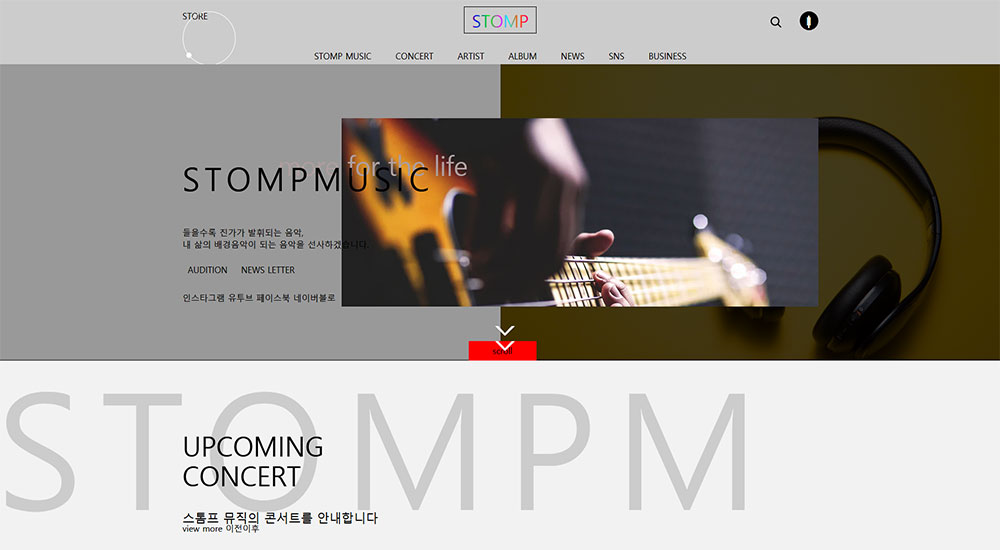 STORE
STOMP
STOMP MUSIC CONCERT ARTIST ALBUM NEWS SNS BUSINESS
more for the life
STOMPMUSIC
들을수록 진가가 발휘되는 음악,
내 삶의 배경음악이 되는 음악을 선사하겠습니다.
AUDITION NEWS LETTER
인스타그램 유투브 페이스북 네이버블로
scroll
STOMPM
UPCOMING
CONCERT
스톰프 뮤직의 콘서트를 안내합니다
view more 이전이후